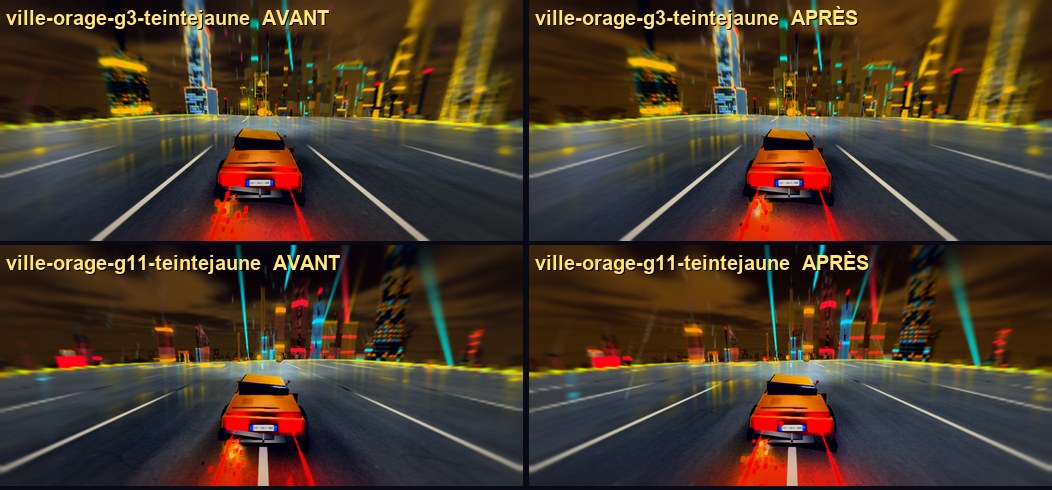 ville-orage-g3-teintejaune AVANT
ville-orage-g3-teintejaune APRÈS
ville-orage-g11-teintejaune AVANT
ville-orage-g11-teintejaune APRÈS